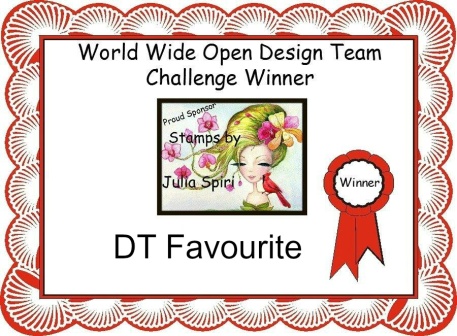 World Wide Open Design Team
Challenge Winner
Proud Sponsor
Stamps by
Julia Spiri
Winner
DT Favourite